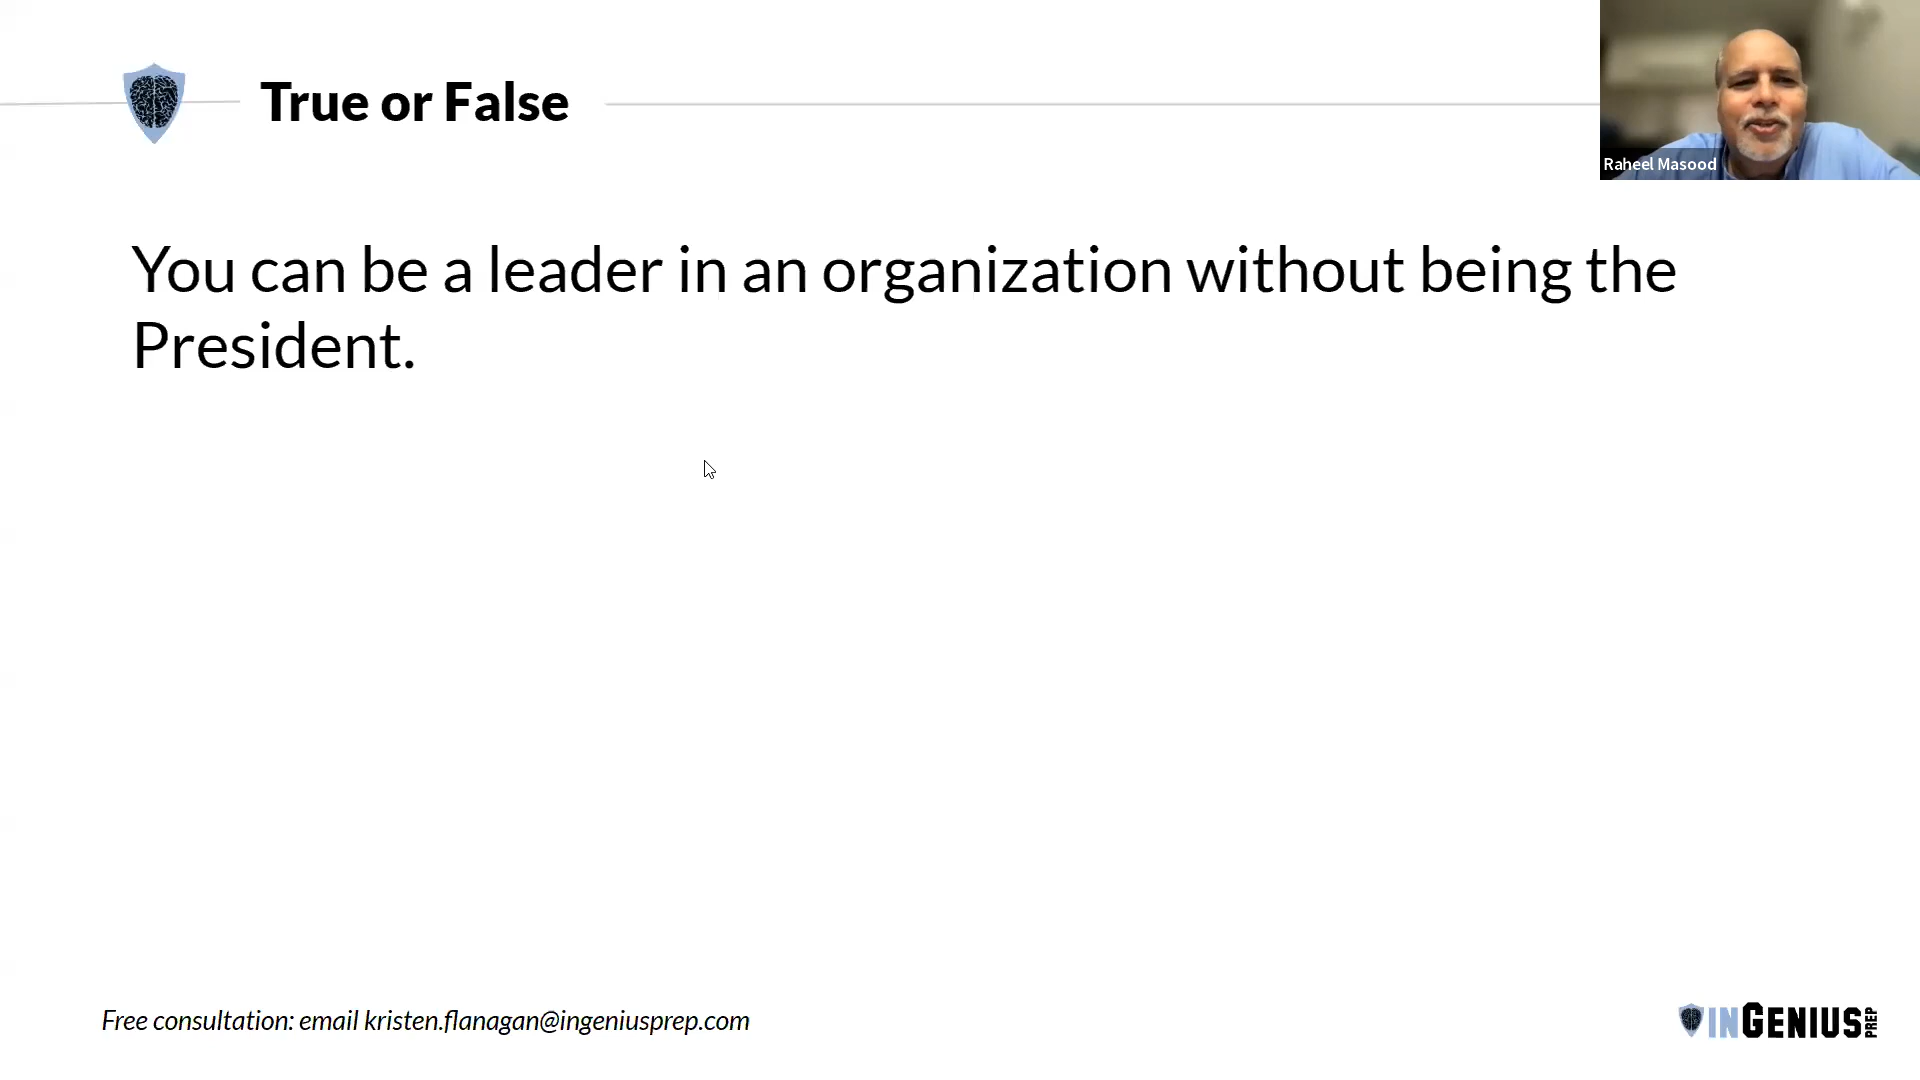 True or False
Raheel Masood
You can be a leader in an organization without being the
President.
Free consultation: email kristen.flanagan@ingeniusprep.com
INGENIUS PREP